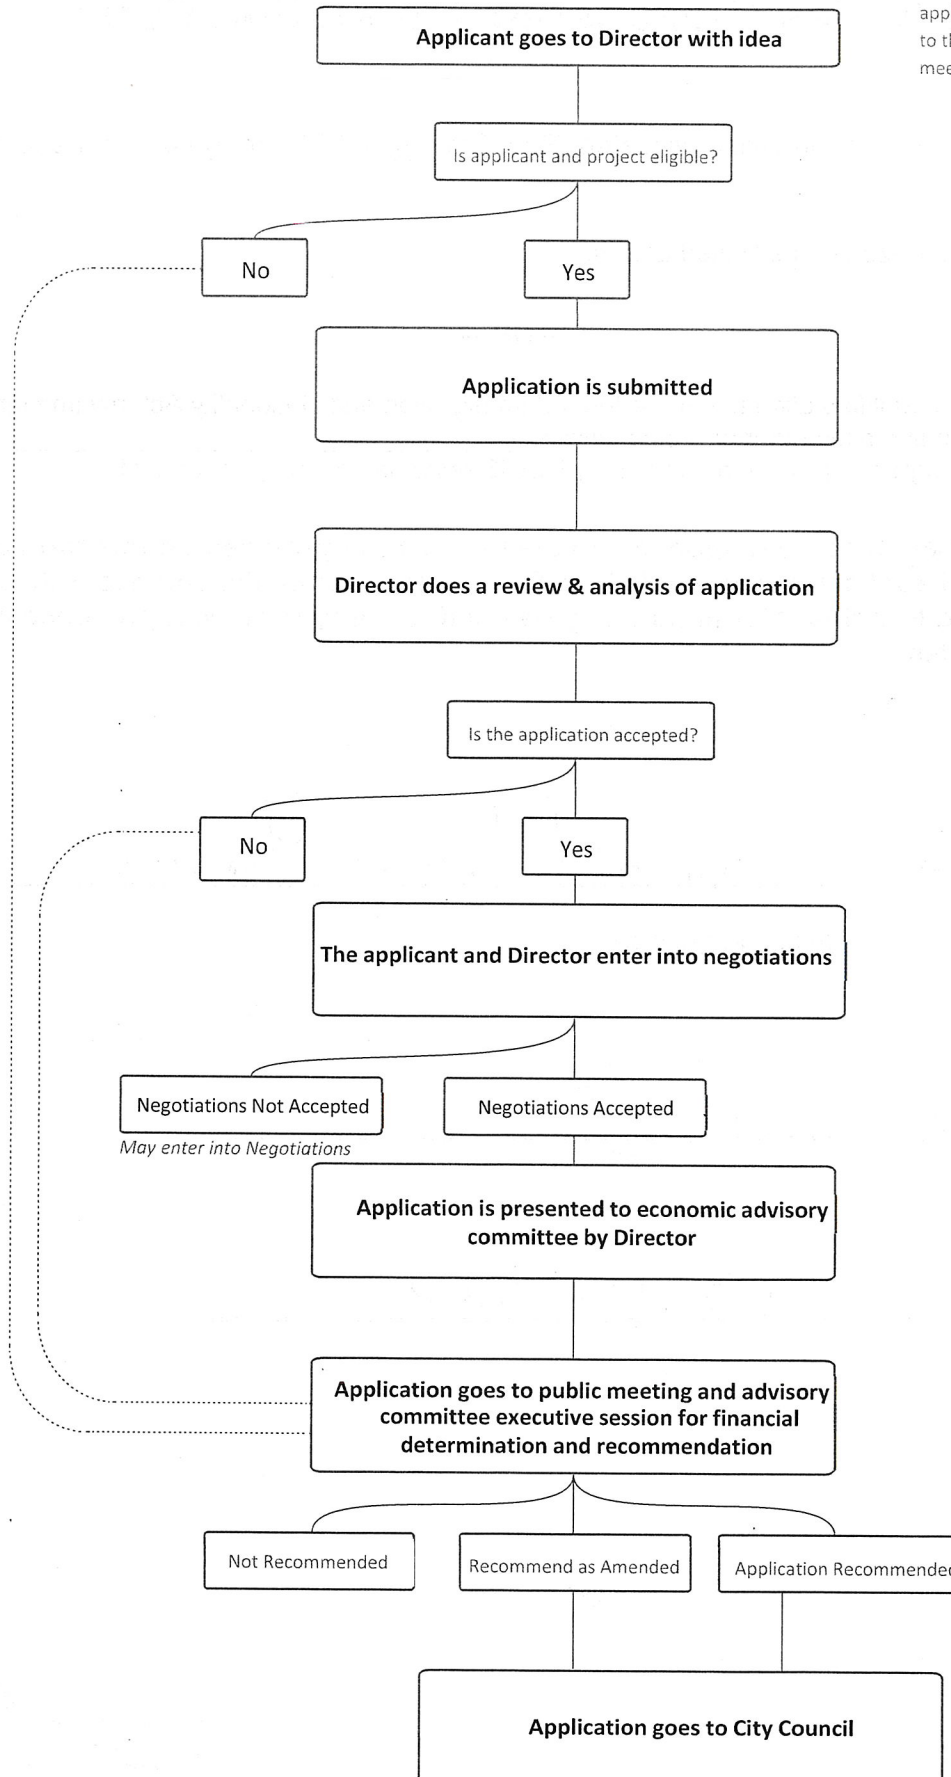 Applicant goes to Director with idea
Is applicant and project eligible?
No
Yes
Application is submitted
Director does a review & analysis of application
Is the application accepted?
No
Yes
The applicant and Director enter into negotiations
Negotiations Not Accepted
Negotiations Accepted
May enter into Negotiations
Application is presented to economic advisory
committee by Director
Application goes to public meeting and advisory
committee executive session for financial
determination and recommendation
Not Recommended
Recommend as Amended
Application Recommended
Application goes to City Council